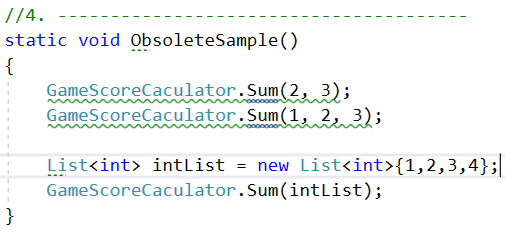 //4. ---------------------------------------
static void ObsoleteSample()
{
GameScoreCaculator.Sum(2, 3);
GameScoreCaculator.Sum(1, 2, 3);
List<int> intList = new List<int>{1,2,3,4};
GameScoreCaculator.Sum(intList);
}